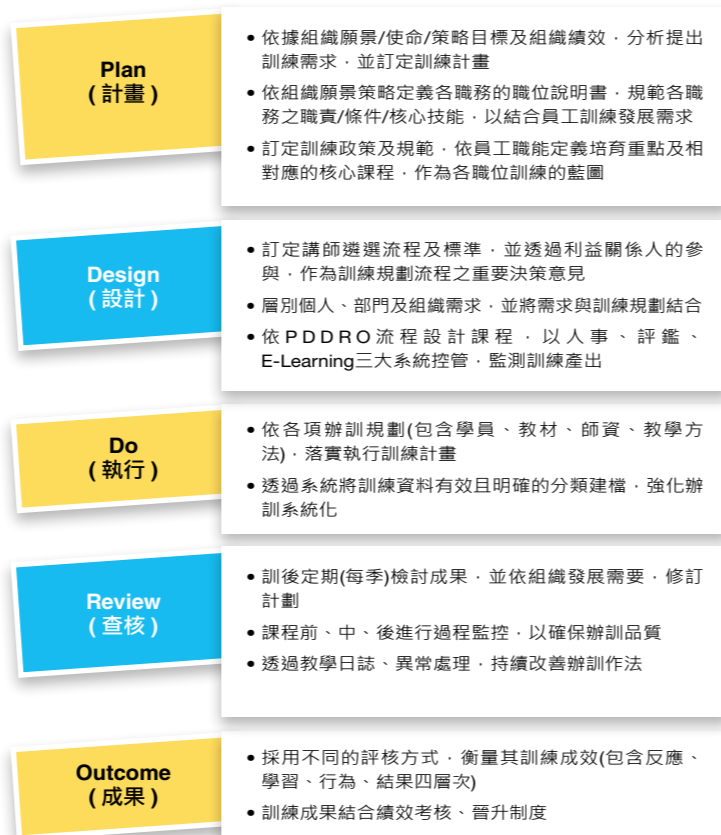 Plan
( 計畫 )
• 依據組織願景/使命/策略目標及組織績效，分析提出
訓練需求，並訂定訓練計畫
• 依組織願景策略定義各職務的職位說明書，規範各職
務之職責/條件/核心技能，以結合員工訓練發展需求
• 訂定訓練政策及規範，依員工職能定義培育重點及相
對應的核心課程，作為各職位訓練的藍圖
Design
( 設計 )
• 訂定講師遴選流程及標準，並透過利益關係人的參
與，作為訓練規劃流程之重要決策意見
• 層別個人、部門及組織需求，並將需求與訓練規劃結合
• 依PDDRO流程設計課程，以人事、評鑑、
E-Learning三大系統控管，監測訓練產出
Do
( 執行 )
• 依各項辦訓規劃(包含學員、教材、師資、教學方
法)，落實執行訓練計畫
• 透過系統將訓練資料有效且明確的分類建檔，強化辦
訓系統化
Review
( 查核 )
• 訓後定期(每季)檢討成果，並依組織發展需要，修訂
計劃
• 課程前、中、後進行過程監控，以確保辦訓品質
• 透過教學日誌、異常處理，持續改善辦訓作法
Outcome
( 成果 )
• 採用不同的評核方式，衡量其訓練成效(包含反應、
學習、行為、結果四層次)
• 訓練成果結合績效考核、晉升制度